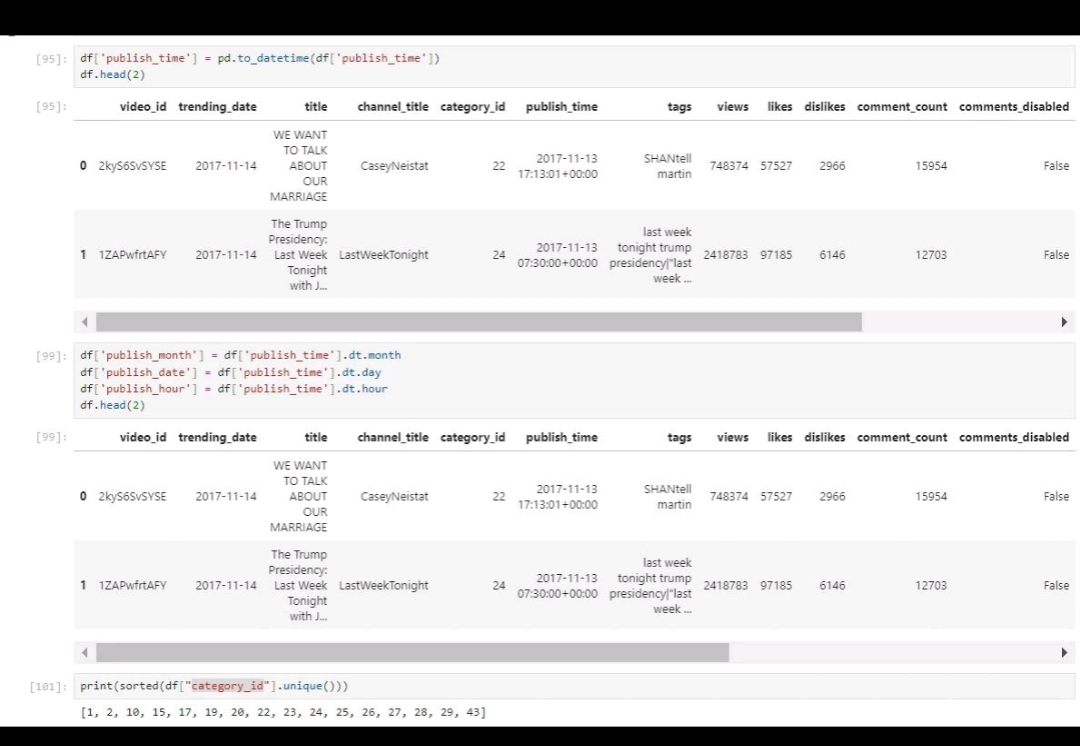 [95]: df['publish_time'] = pd.to_datetime(df['publish_time'])
df.head(2)
[95]: video_id trending_date title channel_title category_id publish_time tags views likes dislikes comment_count comments_disabled
0 2kyS6SvSYSE 2017-11-14 WE WANT TO TALK ABOUT OUR MARRIAGE CaseyNeistat 22 2017-11-13 17:13:01+00:00 SHANtell martin 748374 57527 2966 15954 False
1 1ZAPwfrtAFY 2017-11-14 The Trump Presidency: Last Week Tonight with J... LastWeekTonight 24 2017-11-13 07:30:00+00:00 last week tonight trump presidency|"last week ... 2418783 97185 6146 12703 False
[99]: df['publish_month'] = df['publish_time'].dt.month
df['publish_date'] = df['publish_time'].dt.day
df['publish_hour'] = df['publish_time'].dt.hour
df.head(2)
[99]: video_id trending_date title channel_title category_id publish_time tags views likes dislikes comment_count comments_disabled
0 2kyS6SvSYSE 2017-11-14 WE WANT TO TALK ABOUT OUR MARRIAGE CaseyNeistat 22 2017-11-13 17:13:01+00:00 SHANtell martin 748374 57527 2966 15954 False
1 1ZAPwfrtAFY 2017-11-14 The Trump Presidency: Last Week Tonight with J... LastWeekTonight 24 2017-11-13 07:30:00+00:00 last week tonight trump presidency|"last week ... 2418783 97185 6146 12703 False
[101]: print(sorted(df["category_id"].unique()))
[1, 2, 10, 15, 17, 19, 20, 22, 23, 24, 25, 26, 27, 28, 29, 43]